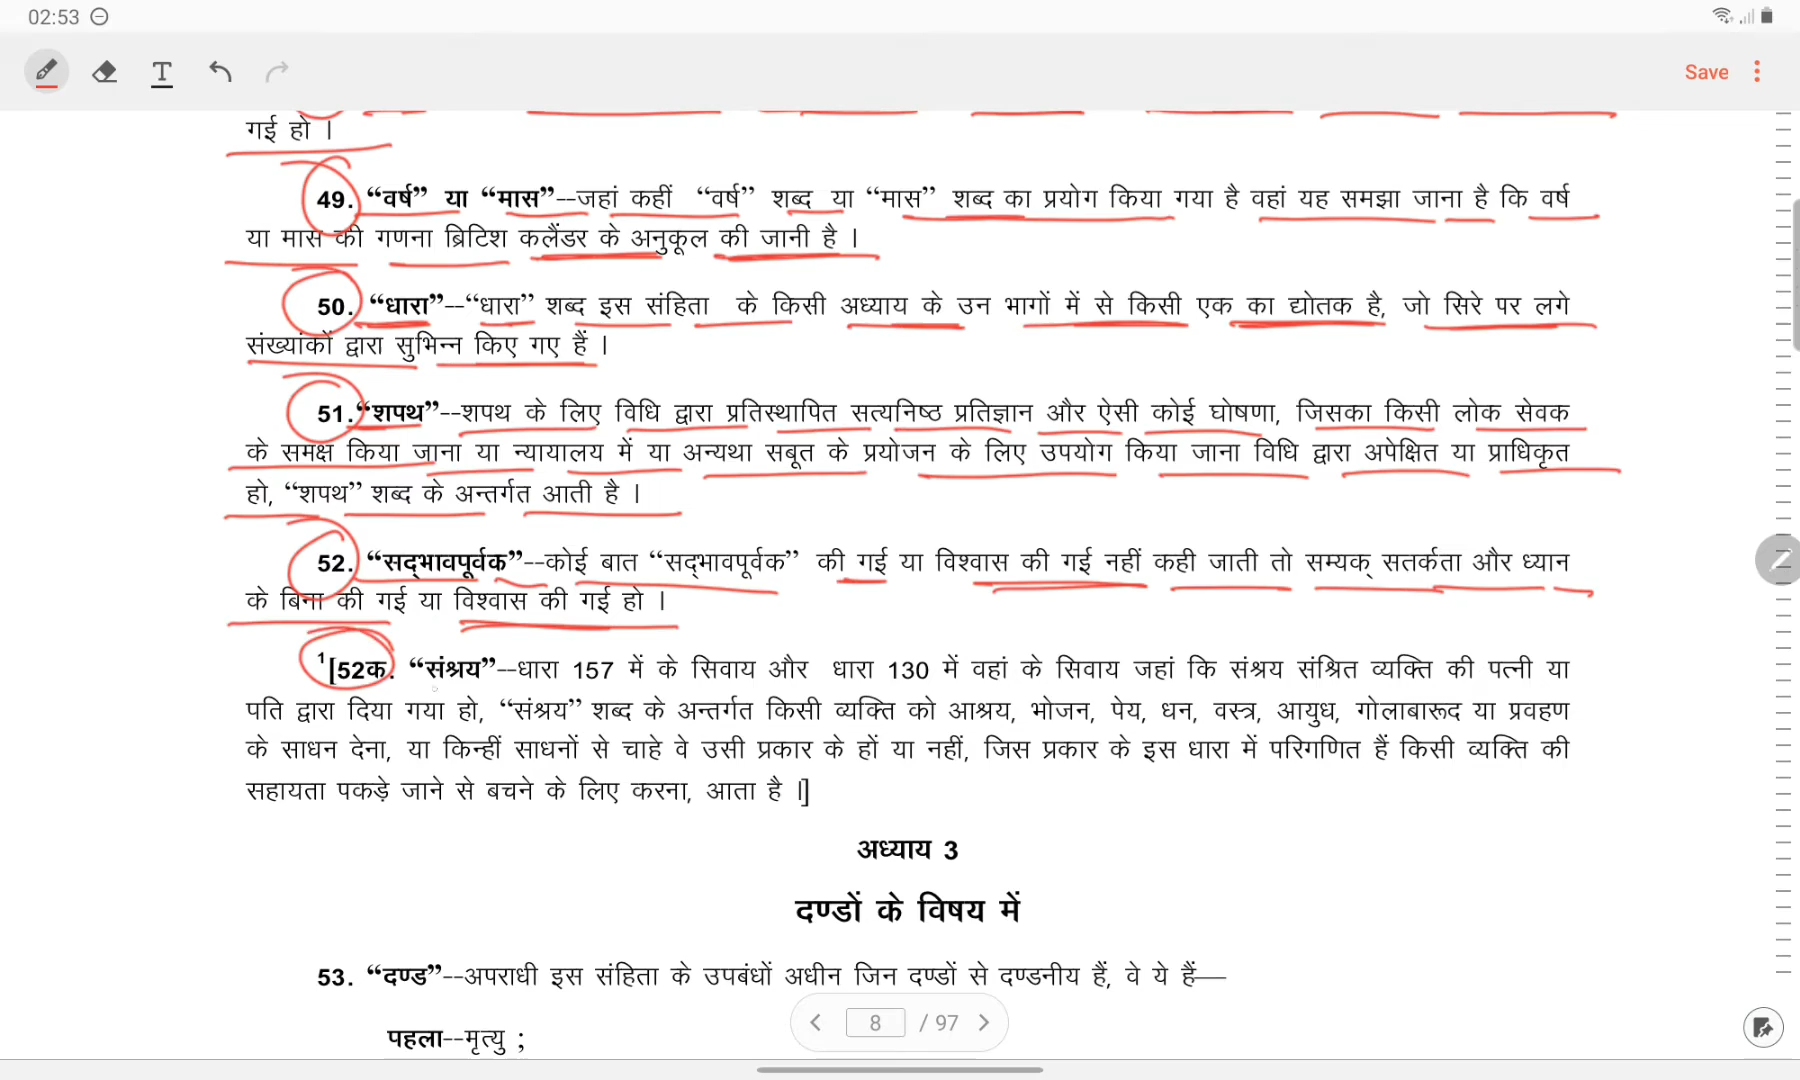 02:53
Save
गई हो ।
49. “वर्ष” या “मास”--जहां कहीं “वर्ष” शब्द या “मास” शब्द का प्रयोग किया गया है वहां यह समझा जाना है कि वर्ष
या मास की गणना ब्रिटिश कलैंडर के अनुकूल की जानी है ।
50. “धारा”--“धारा” शब्द इस संहिता के किसी अध्याय के उन भागों में से किसी एक का द्योतक है, जो सिरे पर लगे
संख्यांकों द्वारा सुभिन्न किए गए हैं ।
51. “शपथ”--शपथ के लिए विधि द्वारा प्रतिस्थापित सत्यनिष्ठ प्रतिज्ञान और ऐसी कोई घोषणा, जिसका किसी लोक सेवक
के समक्ष किया जाना या न्यायालय में या अन्यथा सबूत के प्रयोजन के लिए उपयोग किया जाना विधि द्वारा अपेक्षित या प्राधिकृत
हो, “शपथ” शब्द के अन्तर्गत आती है ।
52. “सद्भावपूर्वक”--कोई बात “सद्भावपूर्वक” की गई या विश्वास की गई नहीं कही जाती तो सम्यक् सतर्कता और ध्यान
के बिना की गई या विश्वास की गई हो ।
1[52क. “संश्रय”--धारा 157 में के सिवाय और धारा 130 में वहां के सिवाय जहां कि संश्रय संश्रित व्यक्ति की पत्नी या
पति द्वारा दिया गया हो, “संश्रय” शब्द के अन्तर्गत किसी व्यक्ति को आश्रय, भोजन, पेय, धन, वस्त्र, आयुध, गोलाबारूद या प्रवहण
के साधन देना, या किन्हीं साधनों से चाहे वे उसी प्रकार के हों या नहीं, जिस प्रकार के इस धारा में परिगणित हैं किसी व्यक्ति की
सहायता पकड़े जाने से बचने के लिए करना, आता है ।]
अध्याय 3
दण्डों के विषय में
53. “दण्ड”--अपराधी इस संहिता के उपबंधों अधीन जिन दण्डों से दण्डनीय हैं, वे ये हैं—
पहला--मृत्यु ;
8 / 97